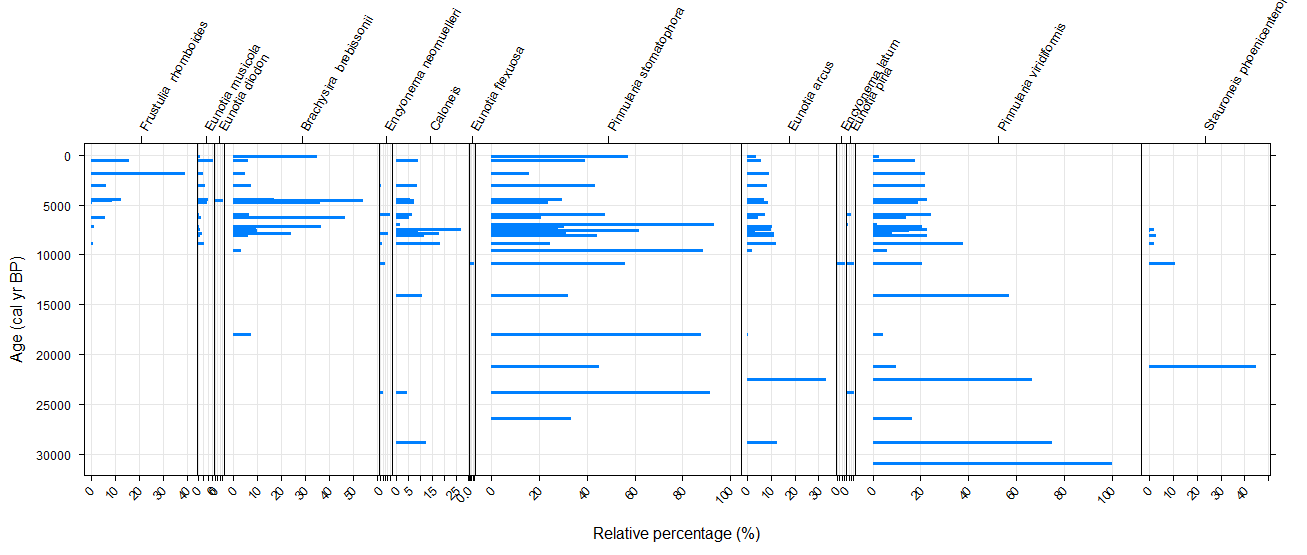 Frustulia rhomboides
Eunotia musicola
Eunotia diodon
Brachysira brebissonii
Encyonema neomuelleri
Caloneis
Eunotia flexuosa
Pinnularia stomatophora
Eunotia arcus
Encyonema latum
Eunotia pirla
Pinnularia viridiformis
Stauroneis
Age (cal yr BP)
0
5000
10000
15000
20000
25000
30000
0 10 20 30 40
0
6
0
0 10 20 30 40 50
0
0 5 15 25
0.0
0 20 40 60 80 100
0 10 20 30
0
0
0 20 40 60 80 100
0 10 20 30 40
Relative percentage (%)